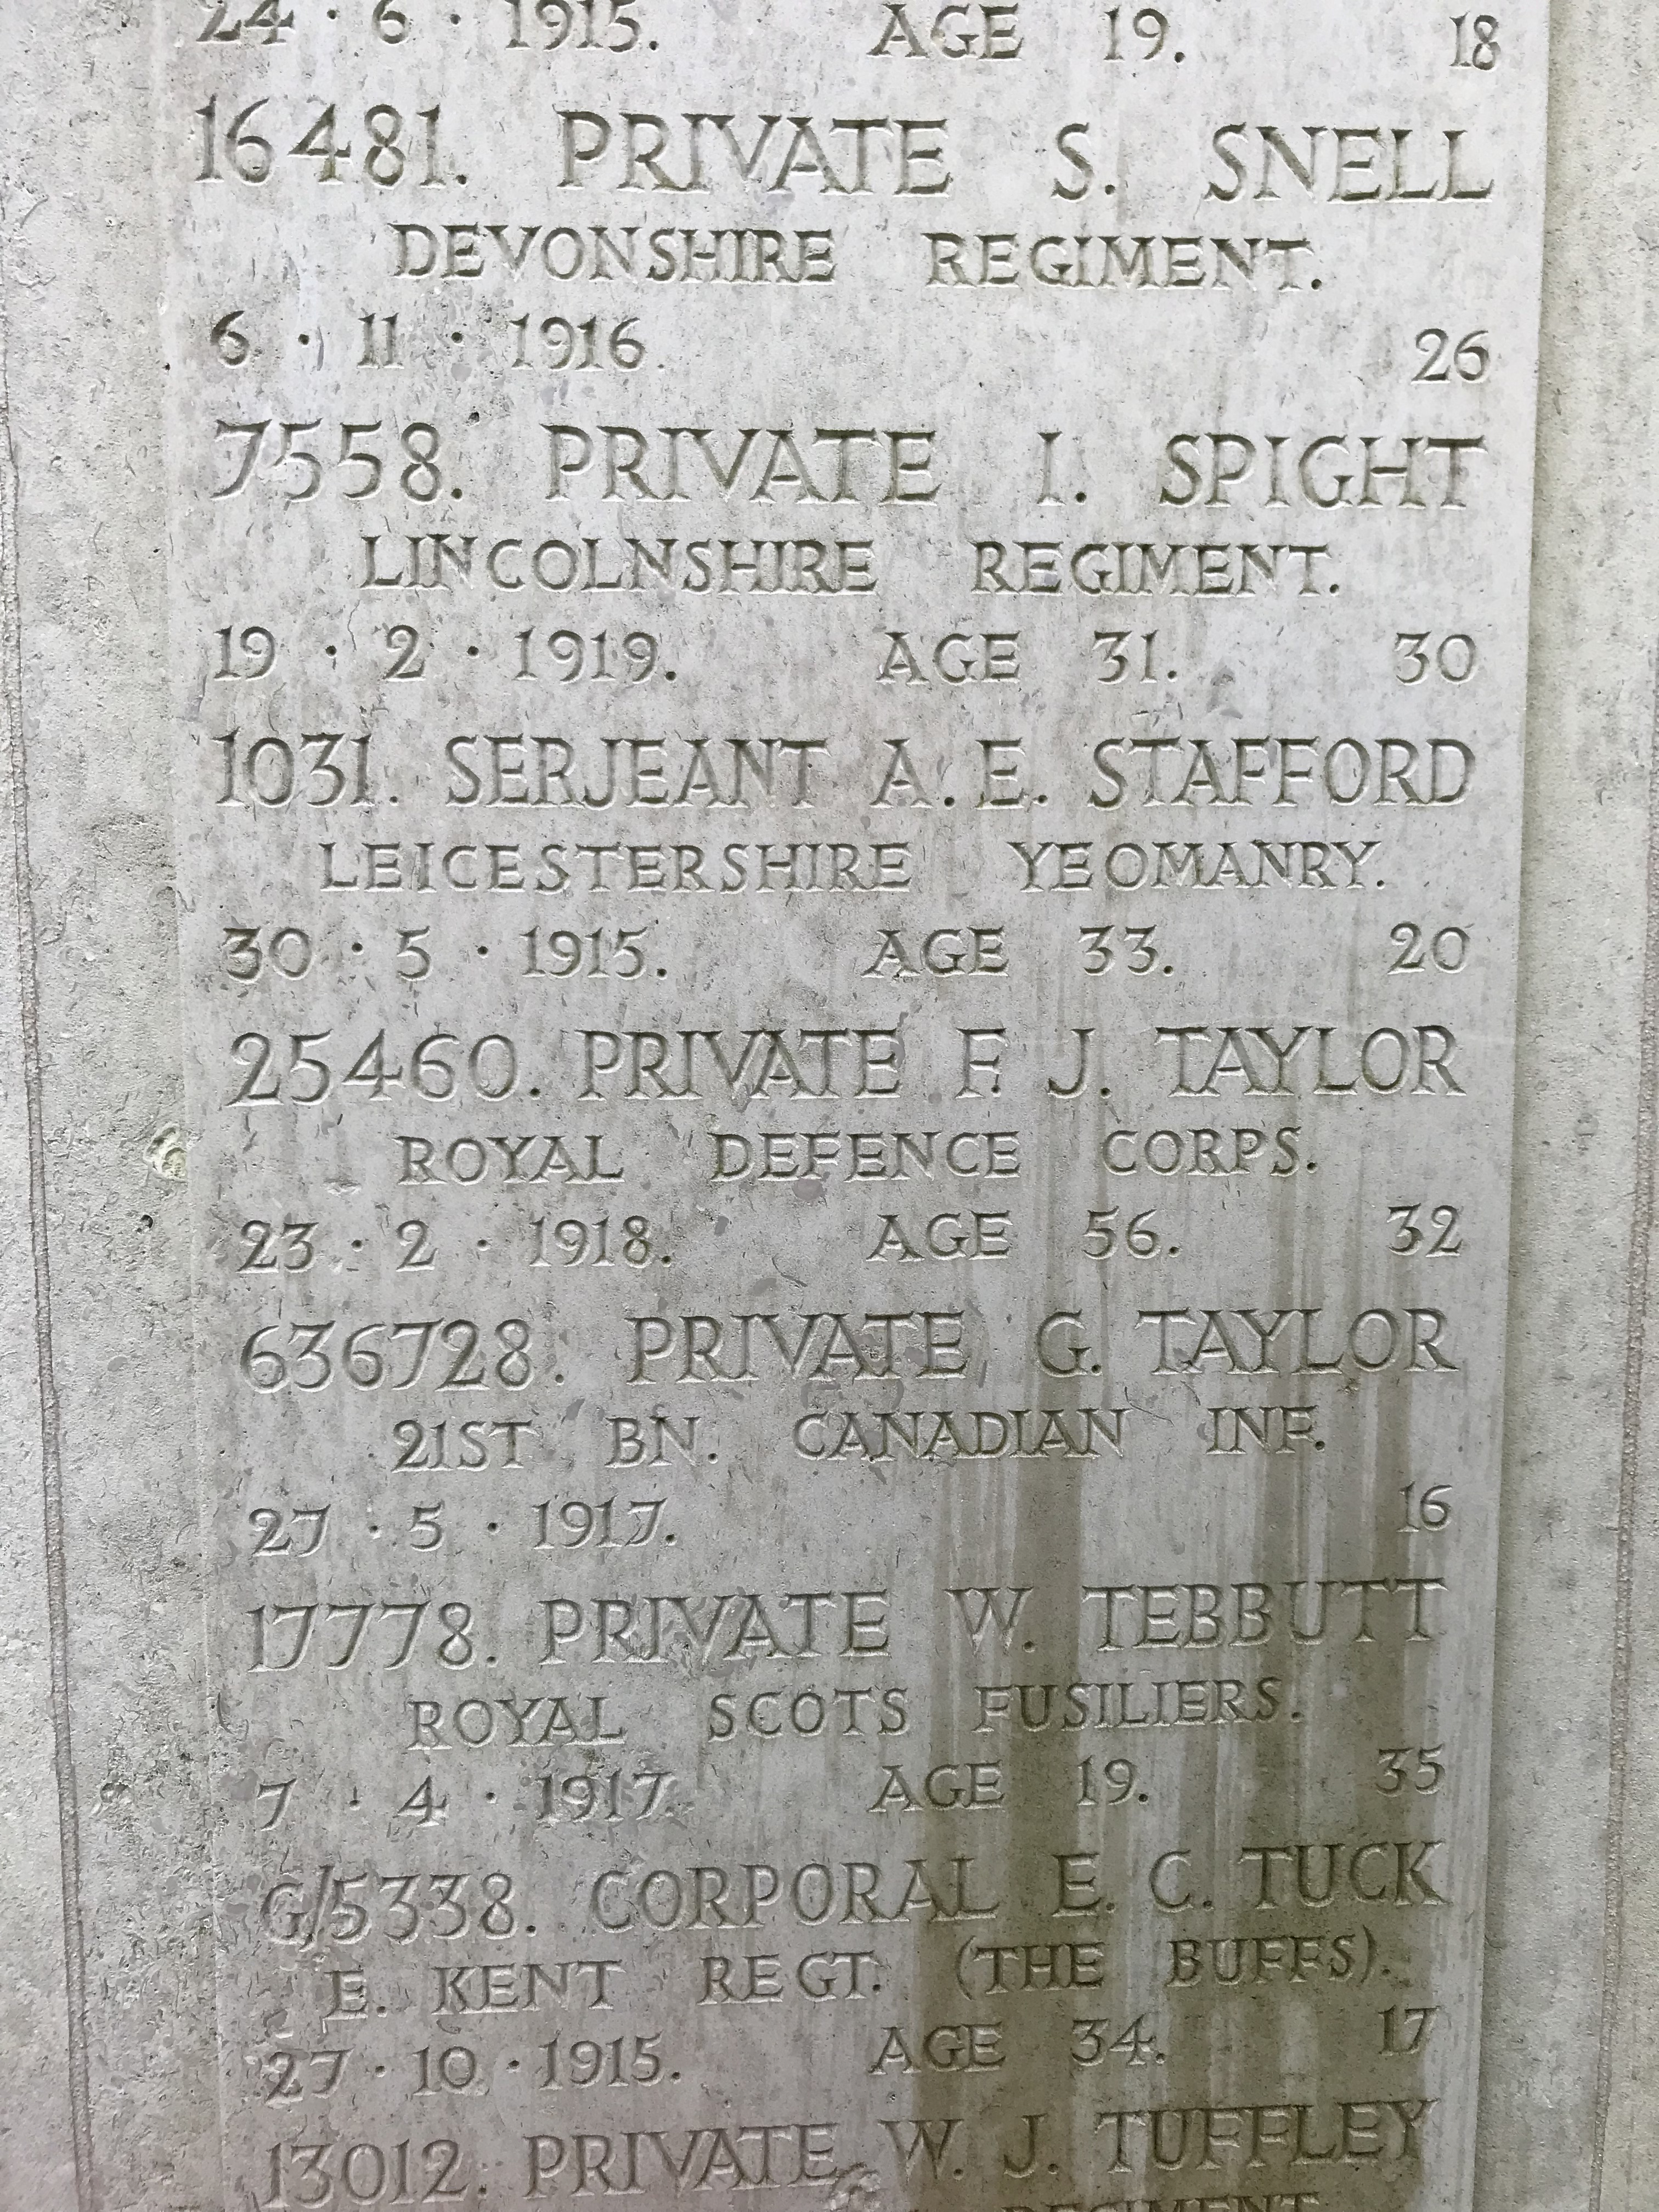 24 · 6 · 1915. AGE 19. 18
16481. PRIVATE S. SNELL
DEVONSHIRE REGIMENT.
6 · 11 · 1916. 26
7558. PRIVATE I. SPIGHT
LINCOLNSHIRE REGIMENT.
19 · 2 · 1919. AGE 31. 30
1031. SERJEANT A. E. STAFFORD
LEICESTERSHIRE YEOMANRY.
30 · 5 · 1915. AGE 33. 20
25460. PRIVATE F. J. TAYLOR
ROYAL DEFENCE CORPS.
23 · 2 · 1918. AGE 56. 32
636728. PRIVATE G. TAYLOR
21ST BN. CANADIAN INF.
27 · 5 · 1917. 16
17778. PRIVATE W. TEBBUTT
ROYAL SCOTS FUSILIERS.
7 · 4 · 1917. AGE 19. 35
G/5338. CORPORAL E. C. TUCK
E. KENT REGT. (THE BUFFS).
27 · 10 · 1915. AGE 34. 17
13012. PRIVATE W. J. TUFFLEY
REGIMENT